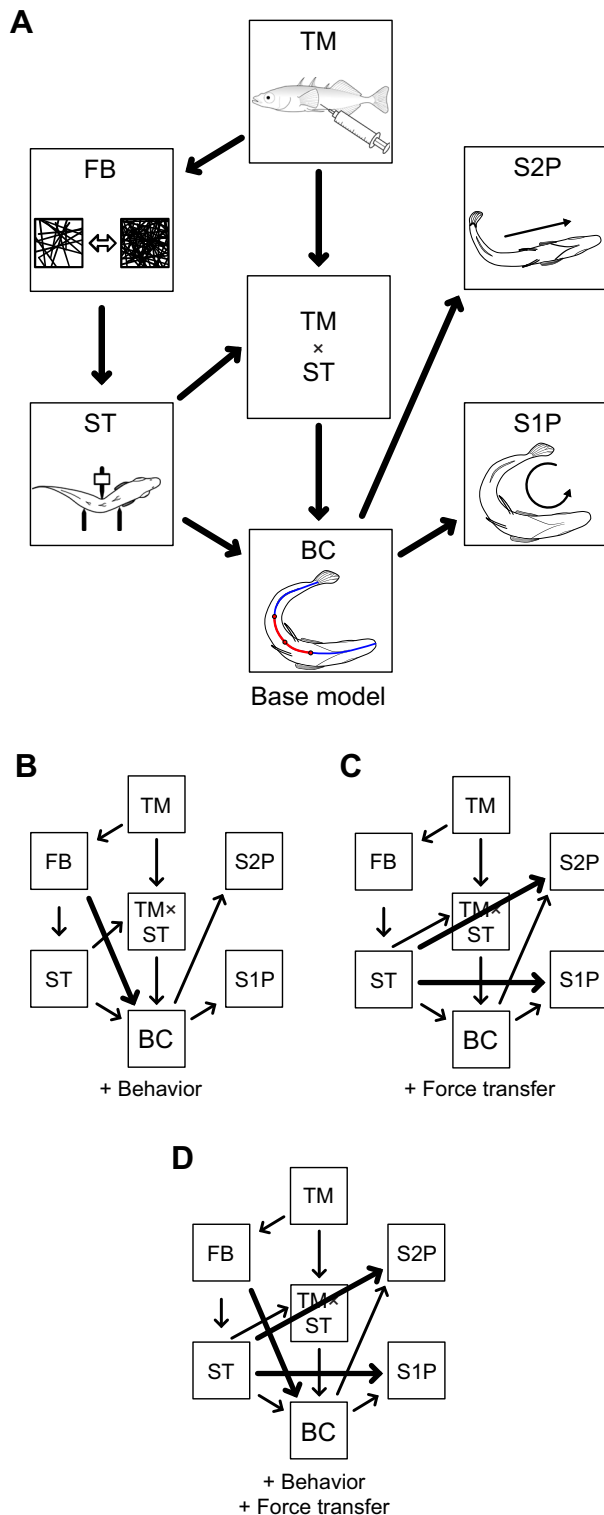 A
TM
FB
S2P
TM
×
ST
ST
S1P
BC
Base model
B
TM
FB
S2P
TM×
ST
ST
S1P
BC
+ Behavior
C
TM
FB
S2P
TM×
ST
ST
S1P
BC
+ Force transfer
D
TM
FB
S2P
TM×
ST
ST
S1P
BC
+ Behavior
+ Force transfer